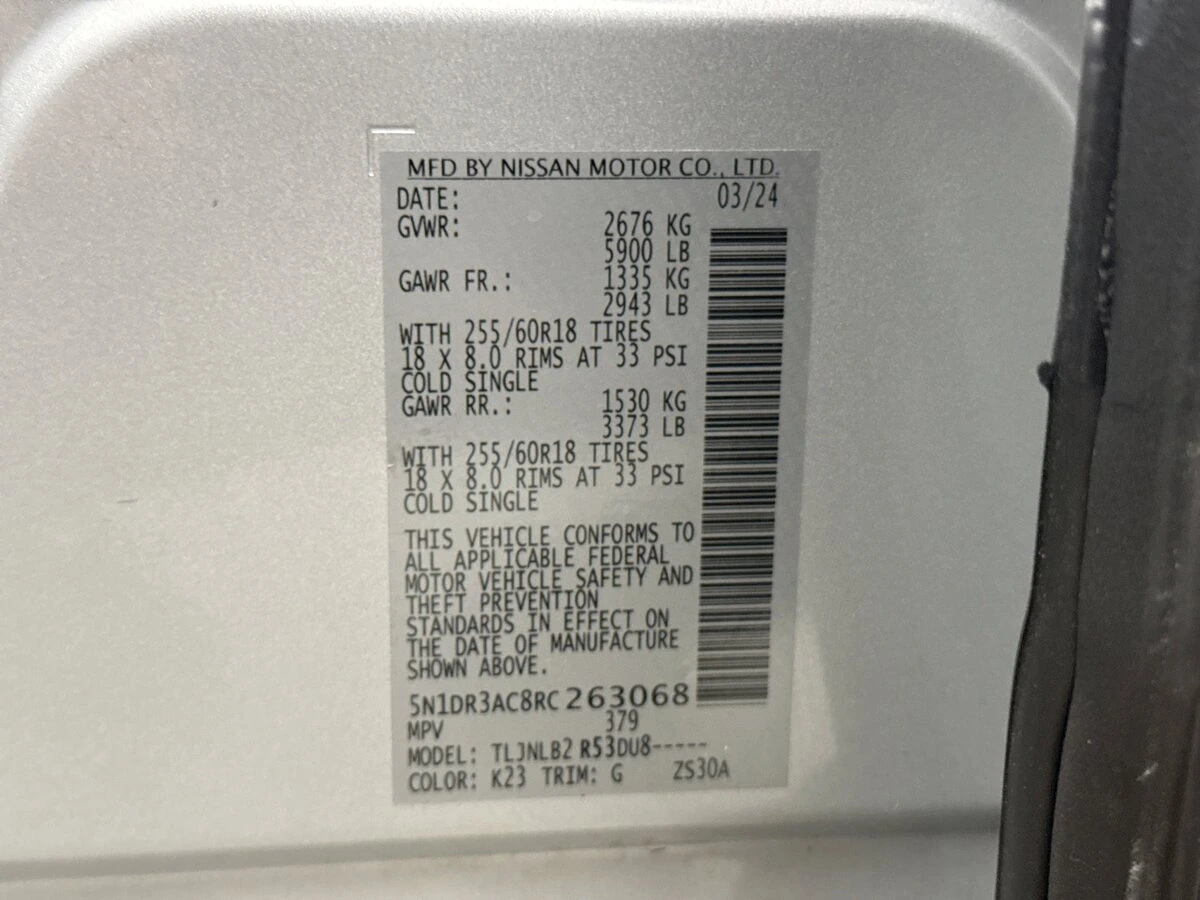 MFD BY NISSAN MOTOR CO., LTD.
DATE: 03/24
GVWR: 2676 KG
5900 LB
GAWR FR.: 1335 KG
2943 LB
WITH 255/60R18 TIRES
18 X 8.0 RIMS AT 33 PSI
COLD SINGLE
GAWR RR.: 1530 KG
3373 LB
WITH 255/60R18 TIRES
18 X 8.0 RIMS AT 33 PSI
COLD SINGLE
THIS VEHICLE CONFORMS TO
ALL APPLICABLE FEDERAL
MOTOR VEHICLE SAFETY AND
THEFT PREVENTION
STANDARDS IN EFFECT ON
THE DATE OF MANUFACTURE
SHOWN ABOVE.
5N1DR3AC8RC263068
MPV 379
MODEL: TLJNLB2 R53DU8-----
COLOR: K23 TRIM: G ZS30A